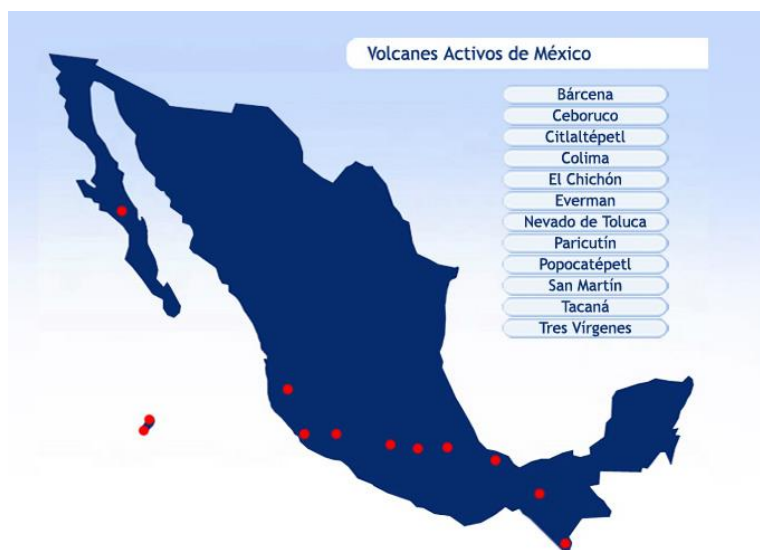 Volcanes Activos de México
Bárcena
Ceboruco
Citlaltépetl
Colima
El Chichón
Everman
Nevado de Toluca
Paricutín
Popocatépetl
San Martín
Tacaná
Tres Vírgenes